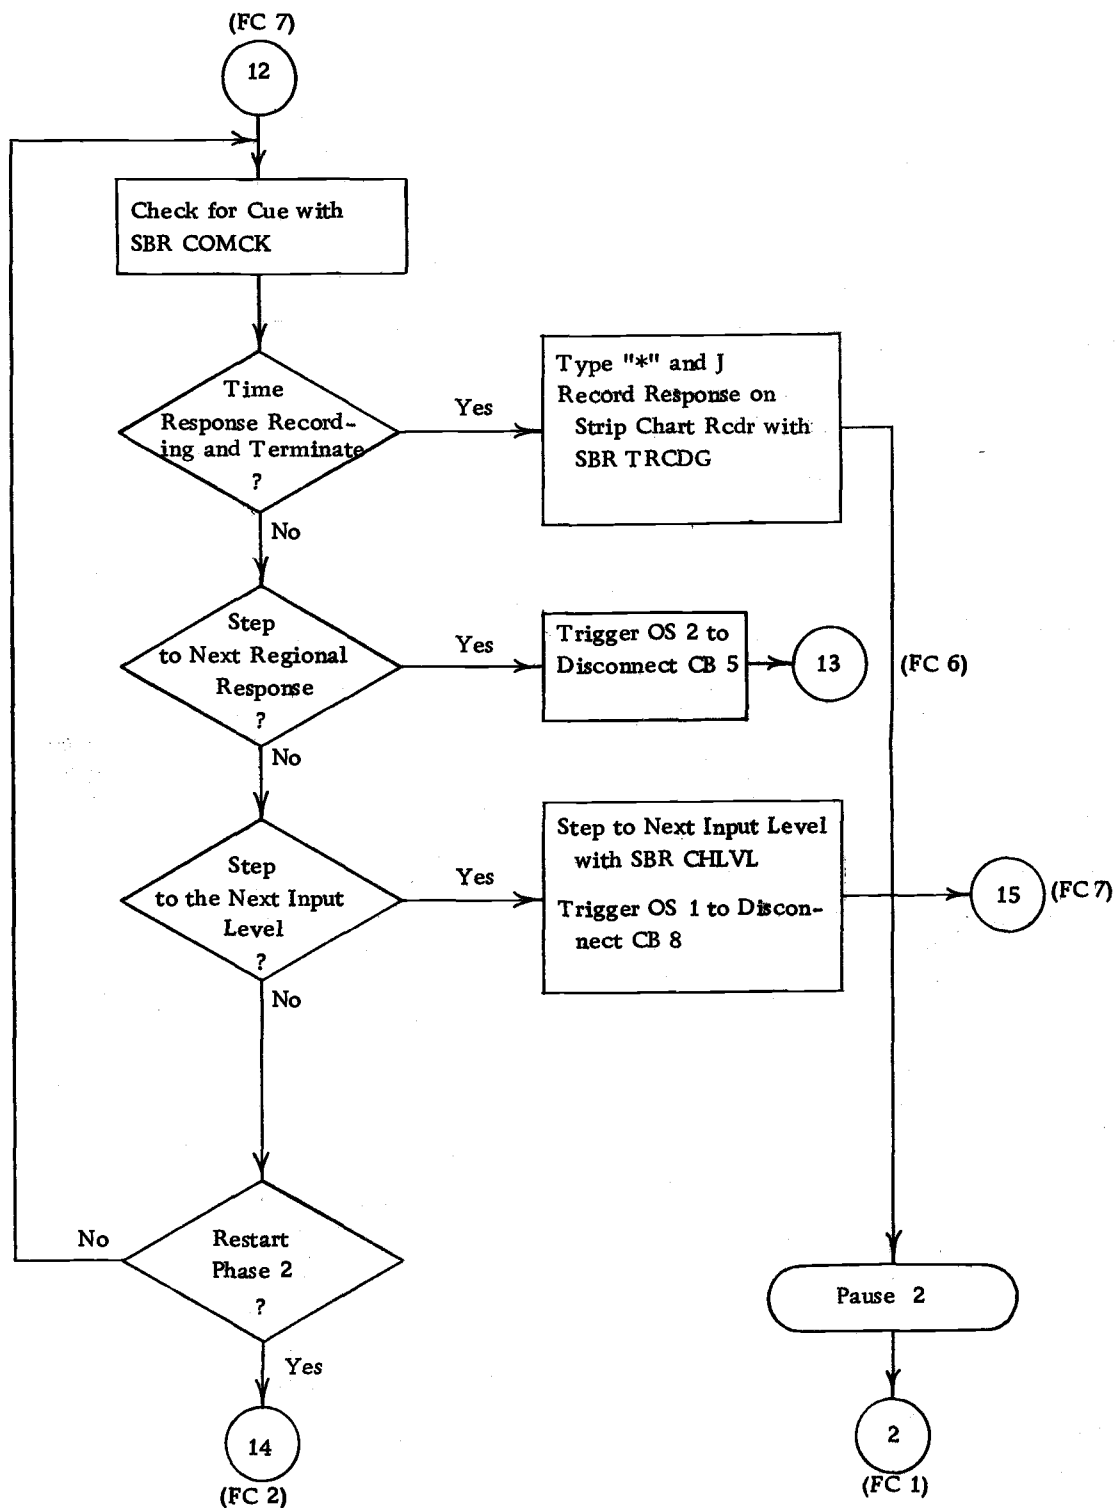 (FC 7)
12
Check for Cue with
SBR COMCK
Time
Response Record-
ing and Terminate
?
Yes
Type "*" and J
Record Response on
Strip Chart Rcdr with
SBR TRCDG
No
Step
to Next Regional
Response
?
Yes
Trigger OS 2 to
Disconnect CB 5
13
(FC 6)
No
Step
to the Next Input
Level
?
Yes
Step to Next Input Level
with SBR CHLVL
Trigger OS 1 to Discon-
nect CB 8
15
(FC 7)
No
Restart
Phase 2
?
No
Yes
14
(FC 2)
Pause 2
2
(FC 1)